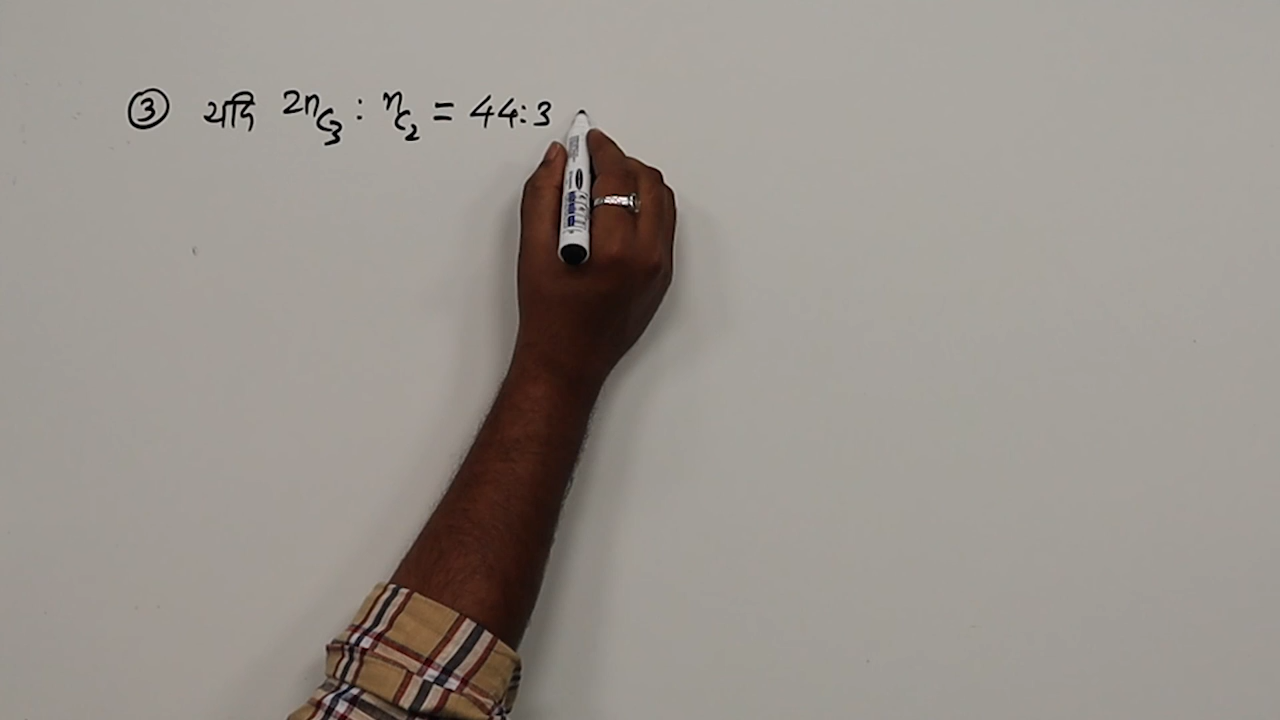 ③ यदि 2nC₃ : nC₂ = 44:3